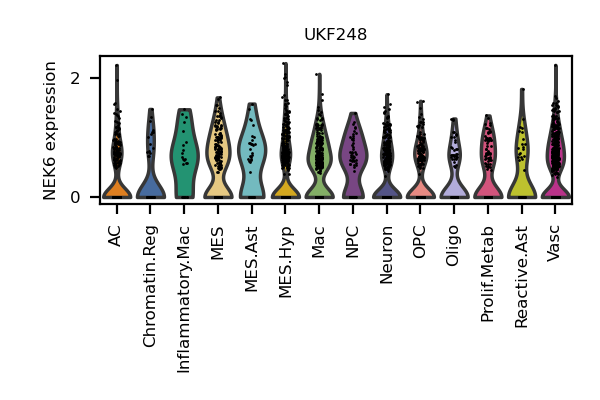 UKF248
NEK6 expression
2
0
AC
Chromatin.Reg
Inflammatory.Mac
MES
MES.Ast
MES.Hyp
Mac
NPC
Neuron
OPC
Oligo
Prolif.Metab
Reactive.Ast
Vasc